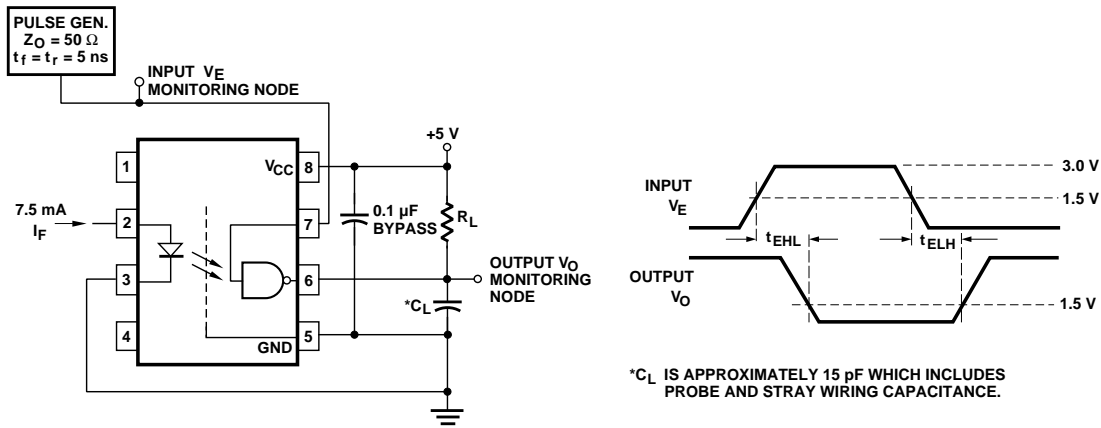 PULSE GEN.
ZO = 50 Ω
tf = tr = 5 ns
INPUT VE
MONITORING NODE
+5 V
1
VCC
8
7.5 mA
IF
2
7
0.1 µF
BYPASS
RL
3
6
OUTPUT VO
MONITORING
NODE
*CL
4
GND
5
INPUT
VE
3.0 V
1.5 V
tEHL
tELH
OUTPUT
VO
1.5 V
*CL IS APPROXIMATELY 15 pF WHICH INCLUDES
PROBE AND STRAY WIRING CAPACITANCE.